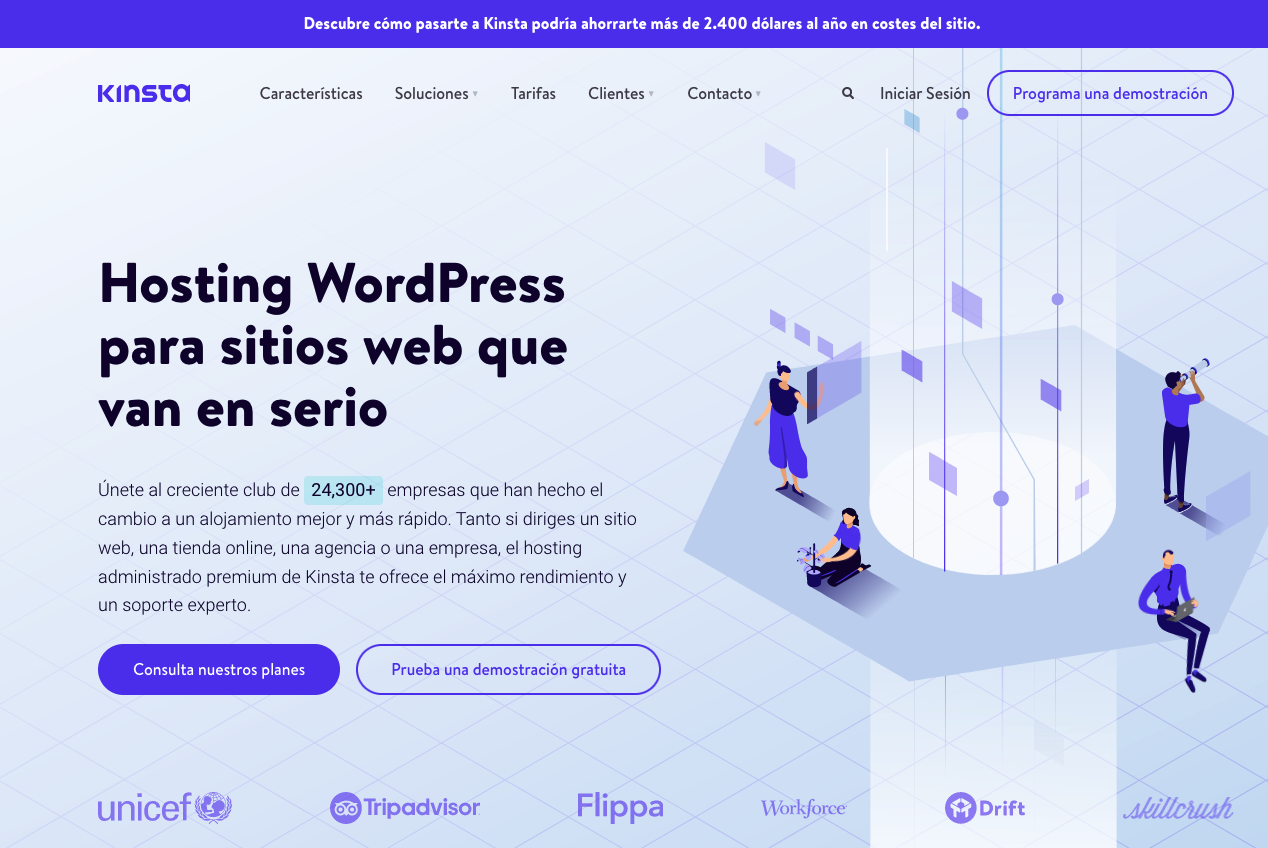 Descubre cómo pasarte a Kinsta podría ahorrarte más de 2.400 dólares al año en costes del sitio.
KINSTA
Características
Soluciones
Tarifas
Clientes
Contacto
Iniciar Sesión
Programa una demostración
Hosting WordPress
para sitios web que
van en serio
Únete al creciente club de 24,300+ empresas que han hecho el
cambio a un alojamiento mejor y más rápido. Tanto si diriges un sitio
web, una tienda online, una agencia o una empresa, el hosting
administrado premium de Kinsta te ofrece el máximo rendimiento y
un soporte experto.
Consulta nuestros planes
Prueba una demostración gratuita
unicef
Tripadvisor
Flippa
Workforce
Drift
skillcrush